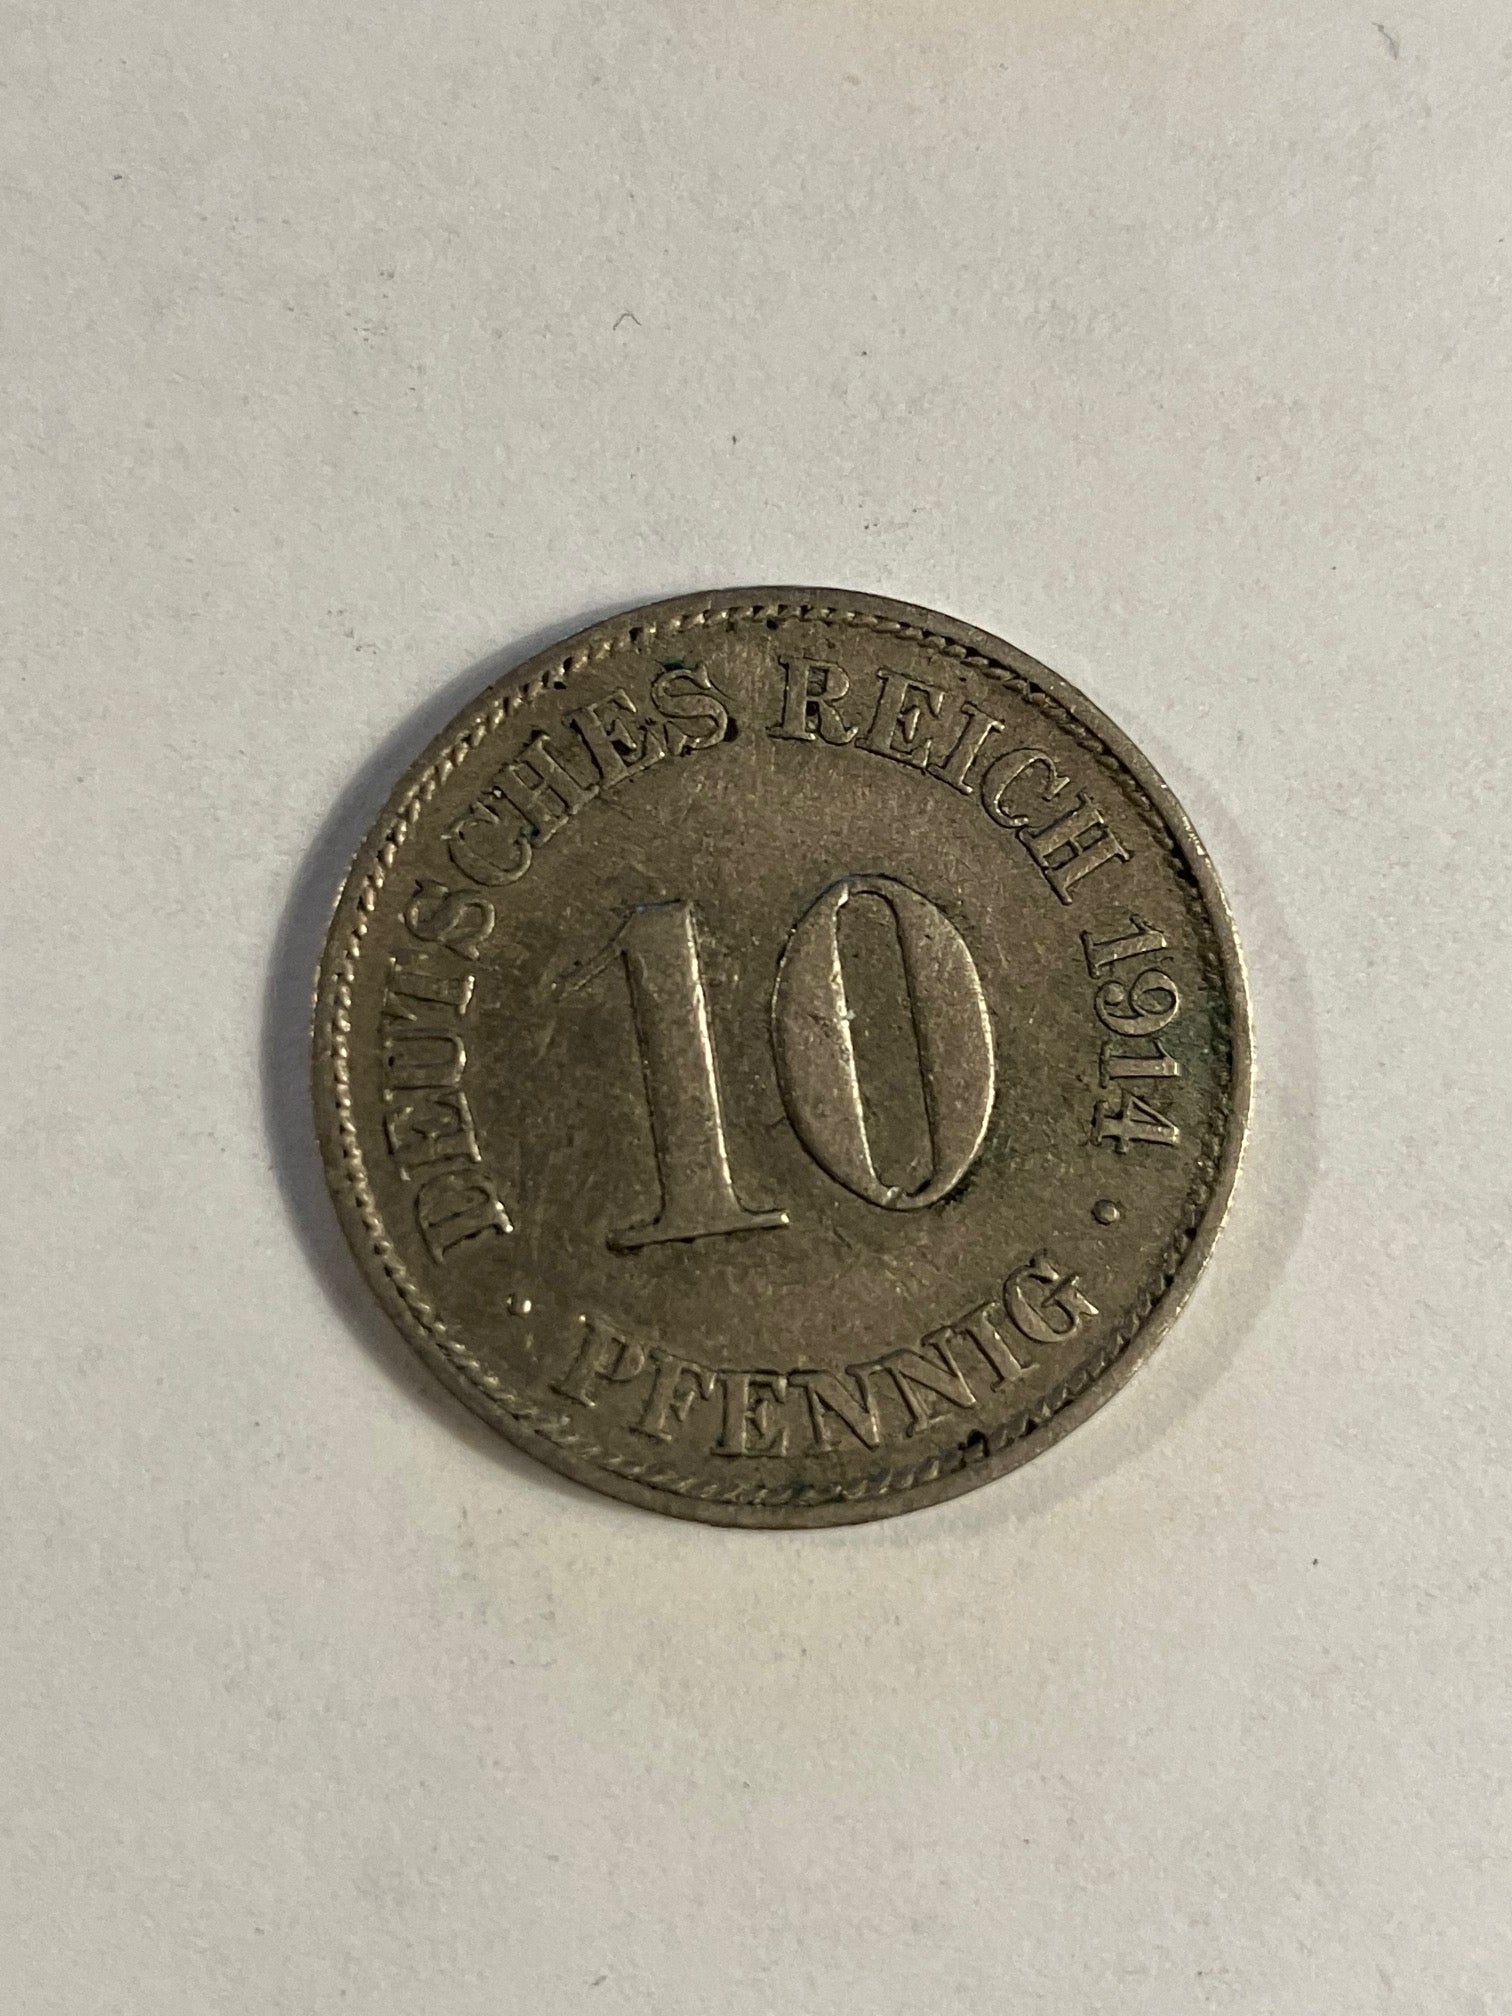 DEUTSCHES REICH 1914
10
· PFENNIG ·